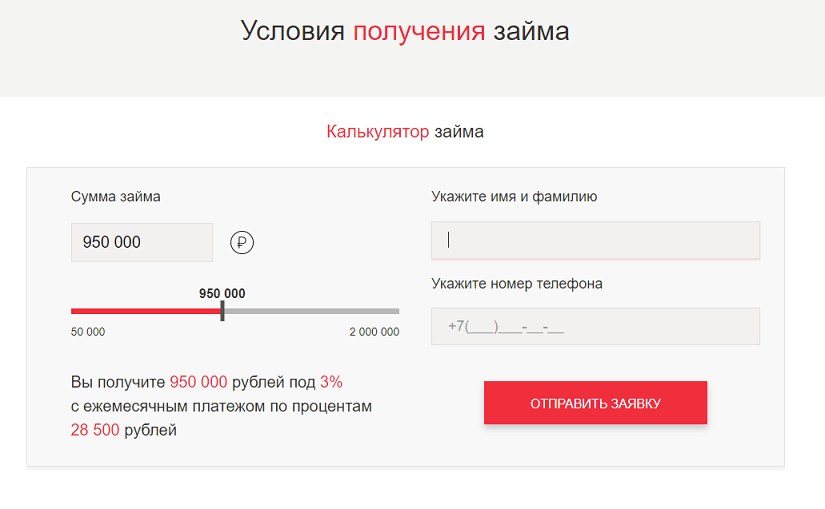 Условия получения займа
Калькулятор займа
Сумма займа
950 000
₽
950 000
50 000
2 000 000
Вы получите 950 000 рублей под 3%
с ежемесячным платежом по процентам
28 500 рублей
Укажите имя и фамилию
Укажите номер телефона
+7(___)___-__-__
ОТПРАВИТЬ ЗАЯВКУ